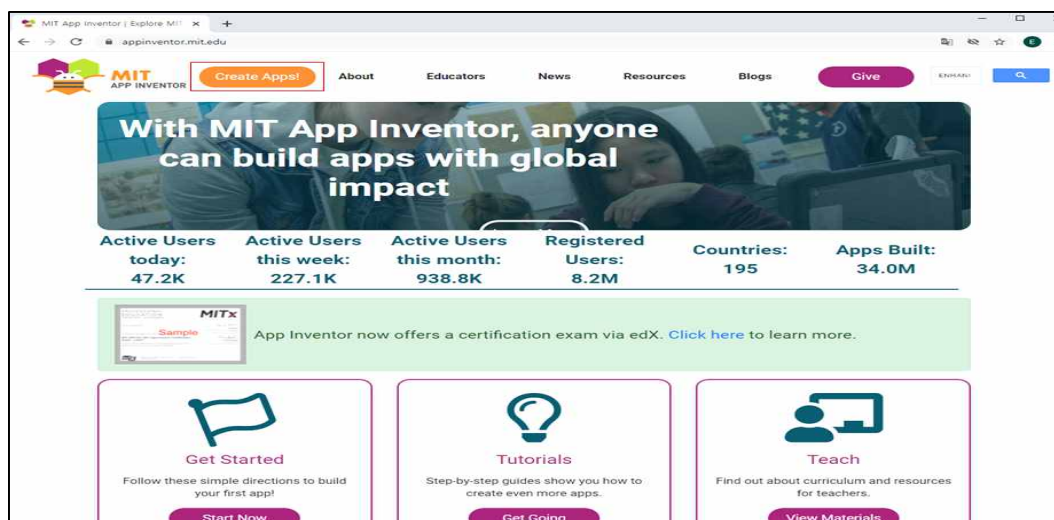 MIT App Inventor | Explore MI
appinventor.mit.edu
E
MIT
APP INVENTOR
Create Apps!
About
Educators
News
Resources
Blogs
Give
With MIT App Inventor, anyone
can build apps with global
impact
Active Users
today:
47.2K
Active Users
this week:
227.1K
Active Users
this month:
938.8K
Registered
Users:
8.2M
Countries:
195
Apps Built:
34.0M
MITx
Sample
App Inventor now offers a certification exam via edX. Click here to learn more.
Get Started
Follow these simple directions to build
your first app!
Start Now
Tutorials
Step-by-step guides show you how to
create even more apps.
Get Going
Teach
Find out about curriculum and resources
for teachers.
View Materials